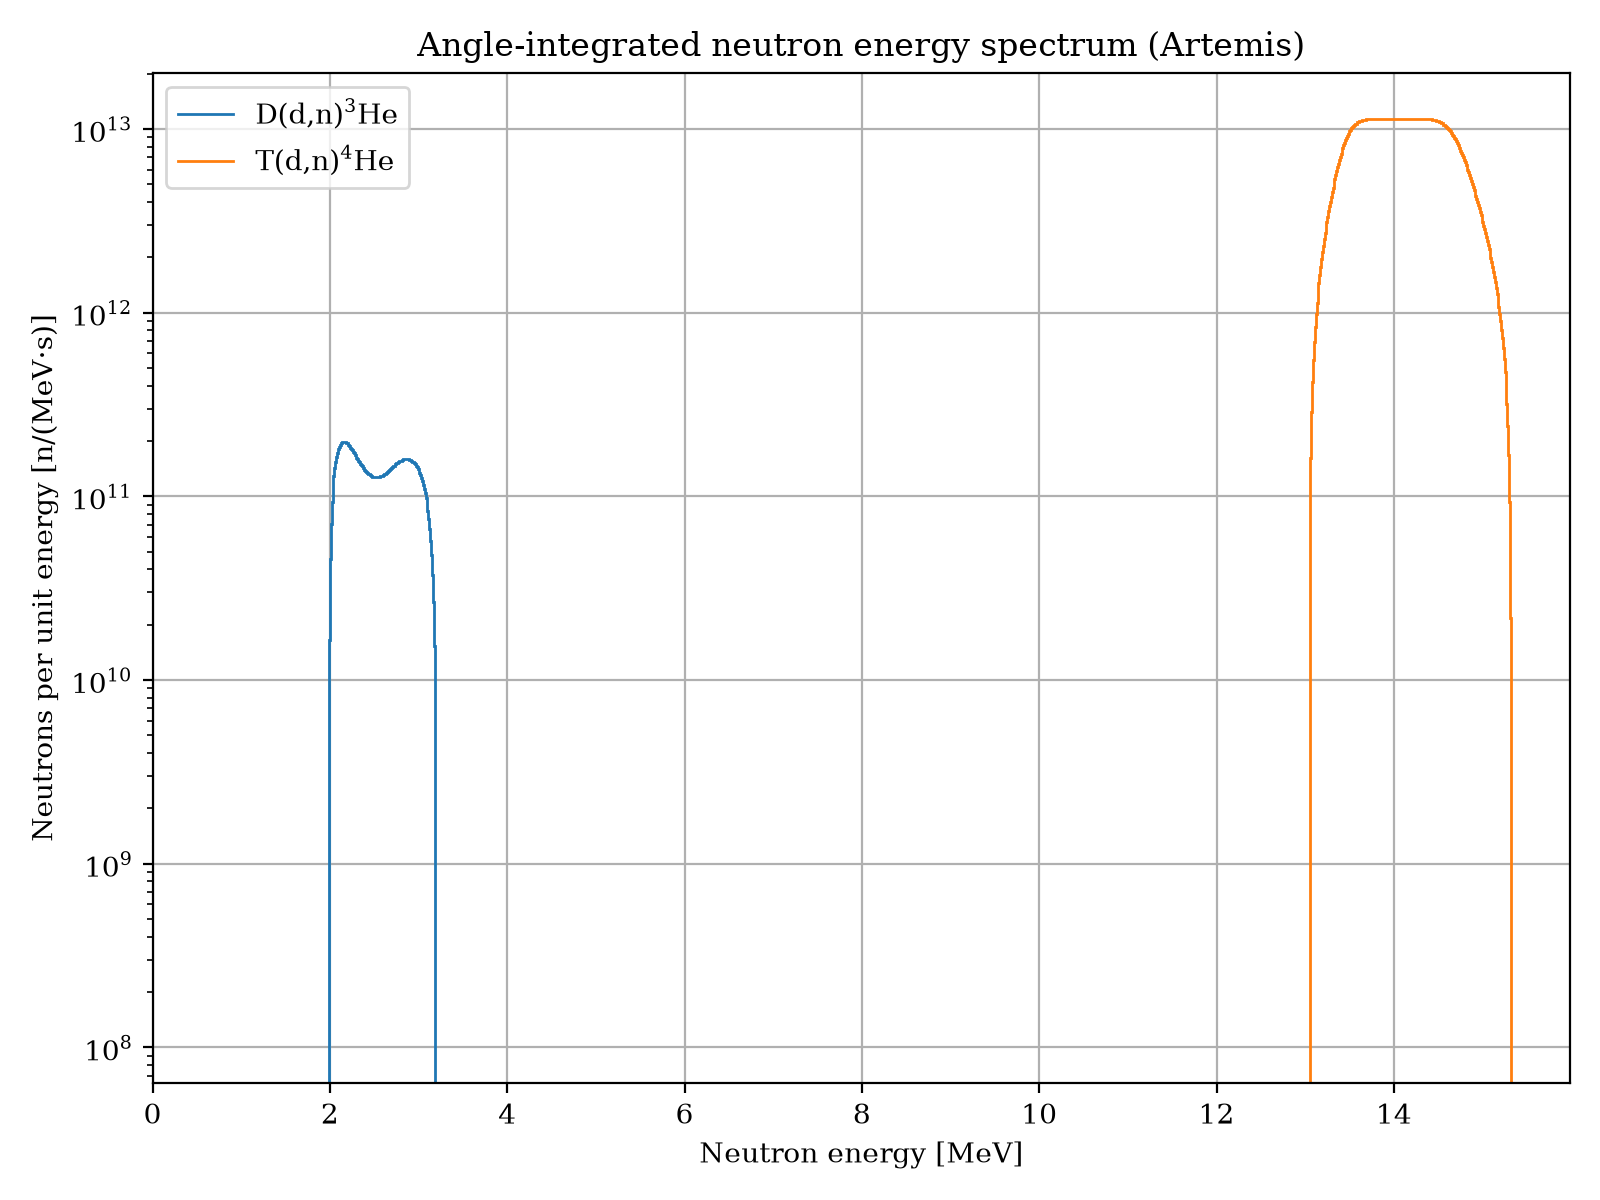 Angle-integrated neutron energy spectrum (Artemis)
D(d,n)³He
T(d,n)⁴He
Neutrons per unit energy [n/(MeV·s)]
10¹³
10¹²
10¹¹
10¹⁰
10⁹
10⁸
0 2 4 6 8 10 12 14
Neutron energy [MeV]